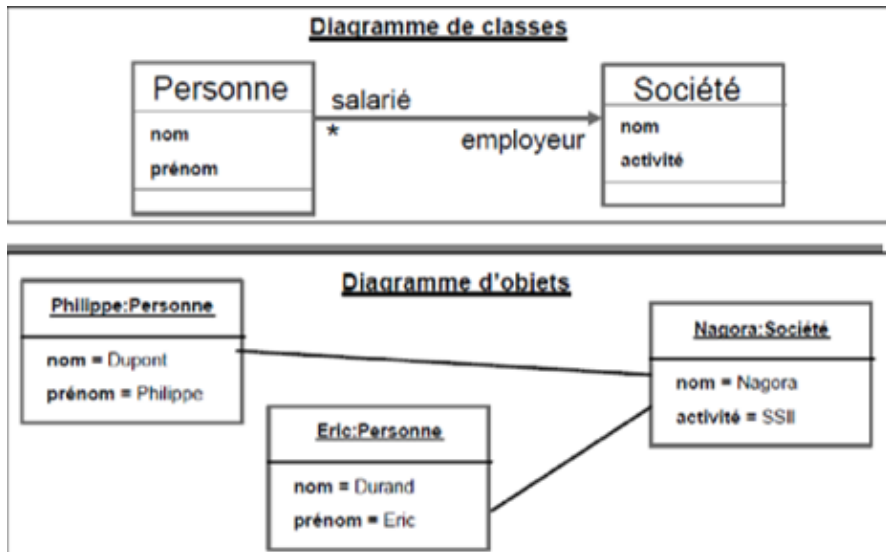 Diagramme de classes
Personne
nom
prénom
salarié
*
employeur
Société
nom
activité
Diagramme d'objets
Philippe:Personne
nom = Dupont
prénom = Philippe
Eric:Personne
nom = Durand
prénom = Eric
Nagora:Société
nom = Nagora
activité = SSII